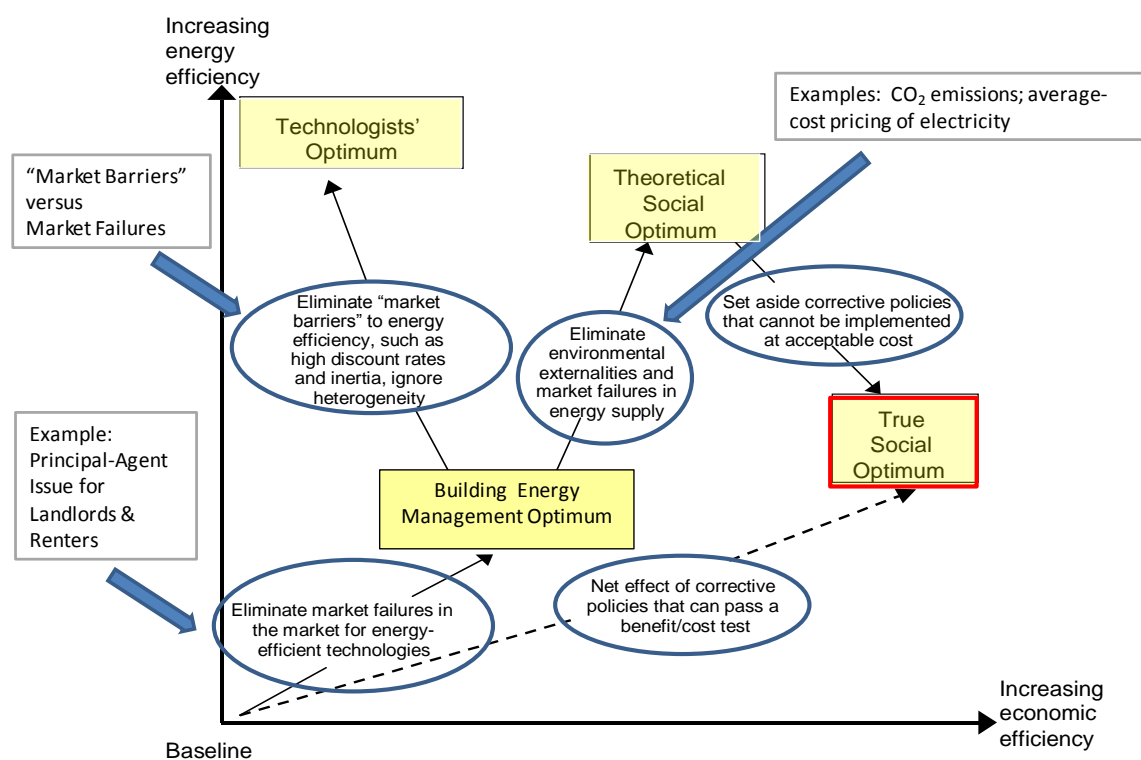 Increasing
energy
efficiency
Technologists’
Optimum
Examples: CO₂ emissions; average-
cost pricing of electricity
“Market Barriers”
versus
Market Failures
Theoretical
Social
Optimum
Eliminate “market
barriers” to energy
efficiency, such as
high discount rates
and inertia, ignore
heterogeneity
Eliminate
environmental
externalities and
market failures in
energy supply
Set aside corrective policies
that cannot be implemented
at acceptable cost
True
Social
Optimum
Example:
Principal-Agent
Issue for
Landlords &
Renters
Building Energy
Management Optimum
Eliminate market failures in
the market for energy-
efficient technologies
Net effect of corrective
policies that can pass a
benefit/cost test
Increasing
economic
efficiency
Baseline